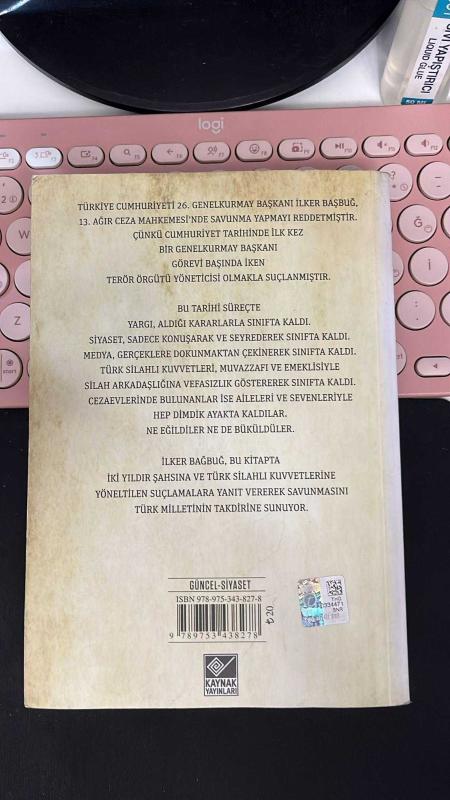 SIVI YAPIŞTIRICI
LIQUID GLUE
50 ml
logi
TÜRKİYE CUMHURİYETİ 26. GENELKURMAY BAŞKANI İLKER BAŞBUĞ,
13. AĞIR CEZA MAHKEMESİ'NDE SAVUNMA YAPMAYI REDDETMİŞTİR.
ÇÜNKÜ CUMHURİYET TARİHİNDE İLK KEZ
BİR GENELKURMAY BAŞKANI
GÖREVİ BAŞINDA İKEN
TERÖR ÖRGÜTÜ YÖNETİCİSİ OLMAKLA SUÇLANMIŞTIR.
BU TARİHİ SÜREÇTE
YARGI, ALDIĞI KARARLARLA SINIFTA KALDI.
SİYASET, SADECE KONUŞARAK VE SEYREDEREK SINIFTA KALDI.
MEDYA, GERÇEKLERE DOKUNMAKTAN ÇEKİNEREK SINIFTA KALDI.
TÜRK SİLAHLI KUVVETLERİ, MUVAZZAFI VE EMEKLİSİYLE
SİLAH ARKADAŞLIĞINA VEFASIZLIK GÖSTEREREK SINIFTA KALDI.
CEZAEVLERİNDE BULUNANLAR İSE AİLELERİ VE SEVENLERİYLE
HEP DİMDİK AYAKTA KALDILAR.
NE EĞİLDİLER NE DE BÜKÜLDÜLER.
İLKER BAĞBUĞ, BU KİTAPTA
İKİ YILDIR ŞAHSINA VE TÜRK SİLAHLI KUVVETLERİNE
YÖNELTİLEN SUÇLAMALARA YANIT VEREREK SAVUNMASINI
TÜRK MİLLETİNİN TAKDİRİNE SUNUYOR.
GÜNCEL-SİYASET
ISBN 978-975-343-827-8
9 789753 438278
₺20
KAYNAK
YAYINLARI